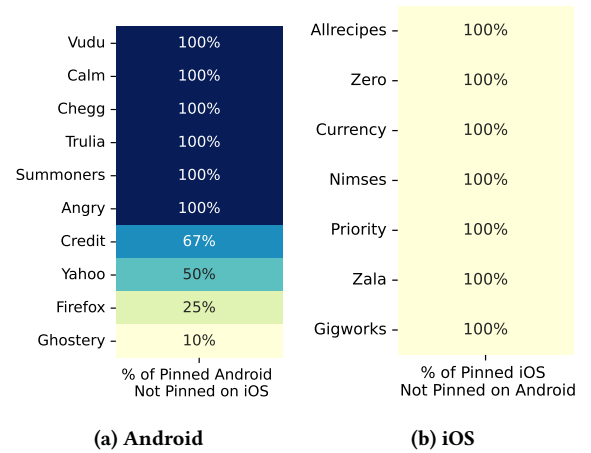 Vudu 100%
Calm 100%
Chegg 100%
Trulia 100%
Summoners 100%
Angry 100%
Credit 67%
Yahoo 50%
Firefox 25%
Ghostery 10%
% of Pinned Android
Not Pinned on iOS
(a) Android
Allrecipes 100%
Zero 100%
Currency 100%
Nimses 100%
Priority 100%
Zala 100%
Gigworks 100%
% of Pinned iOS
Not Pinned on Android
(b) iOS